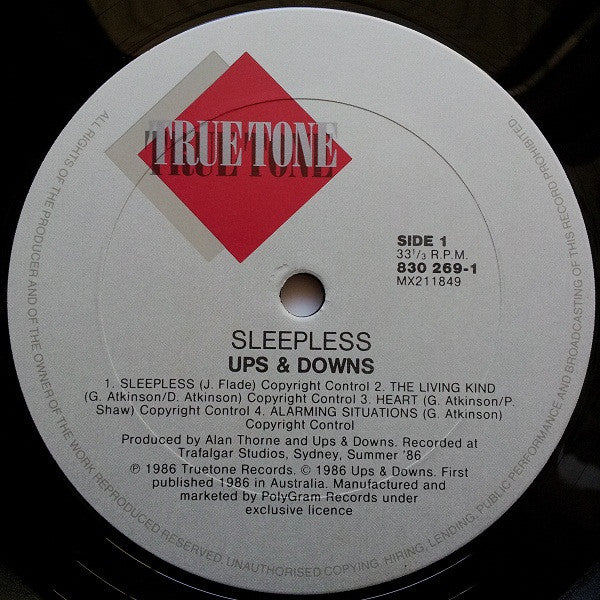 TRUE TONE
SIDE 1
33 1/3 R.P.M.
830 269-1
MX211849
SLEEPLESS
UPS & DOWNS
1. SLEEPLESS (J. Flade) Copyright Control 2. THE LIVING KIND
(G. Atkinson/D. Atkinson) Copyright Control 3. HEART (G. Atkinson/P.
Shaw) Copyright Control 4. ALARMING SITUATIONS (G. Atkinson)
Copyright Control
Produced by Alan Thorne and Ups & Downs. Recorded at
Trafalgar Studios, Sydney, Summer '86
℗ 1986 Truetone Records. © 1986 Ups & Downs. First
published 1986 in Australia. Manufactured and
marketed by PolyGram Records under
exclusive licence
ALL RIGHTS OF THE PRODUCER AND OF THE OWNER OF THE WORK REPRODUCED RESERVED. UNAUTHORISED COPYING, HIRING, LENDING, PUBLIC PERFORMANCE AND BROADCASTING OF THIS RECORD PROHIBITED